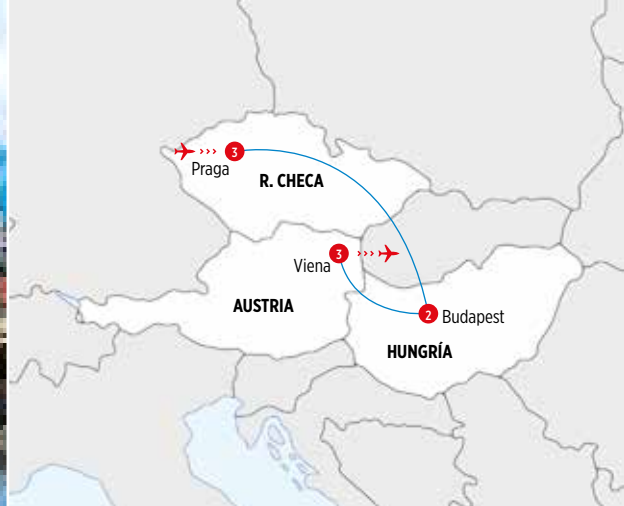 3
Praga
R. CHECA
3
Viena
AUSTRIA
2 Budapest
HUNGRÍA